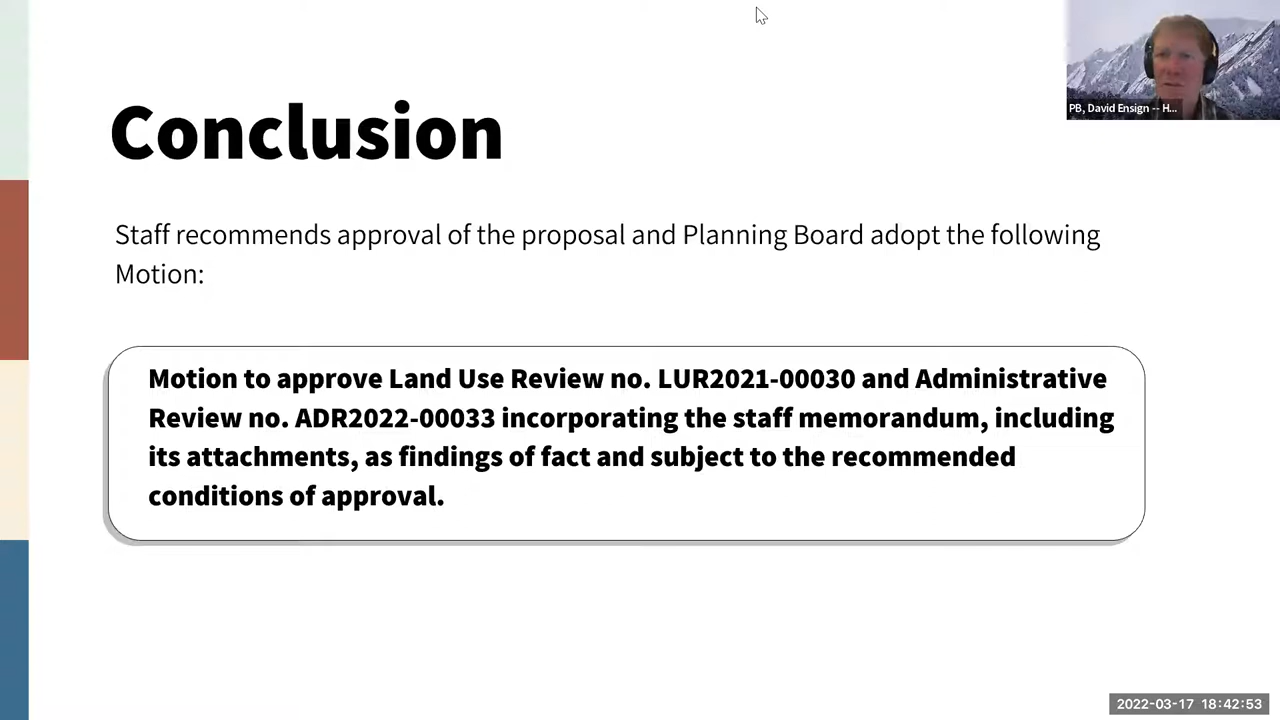 PB, David Ensign -- H...
Conclusion
Staff recommends approval of the proposal and Planning Board adopt the following
Motion:
Motion to approve Land Use Review no. LUR2021-00030 and Administrative
Review no. ADR2022-00033 incorporating the staff memorandum, including
its attachments, as findings of fact and subject to the recommended
conditions of approval.
2022-03-17 18:42:53